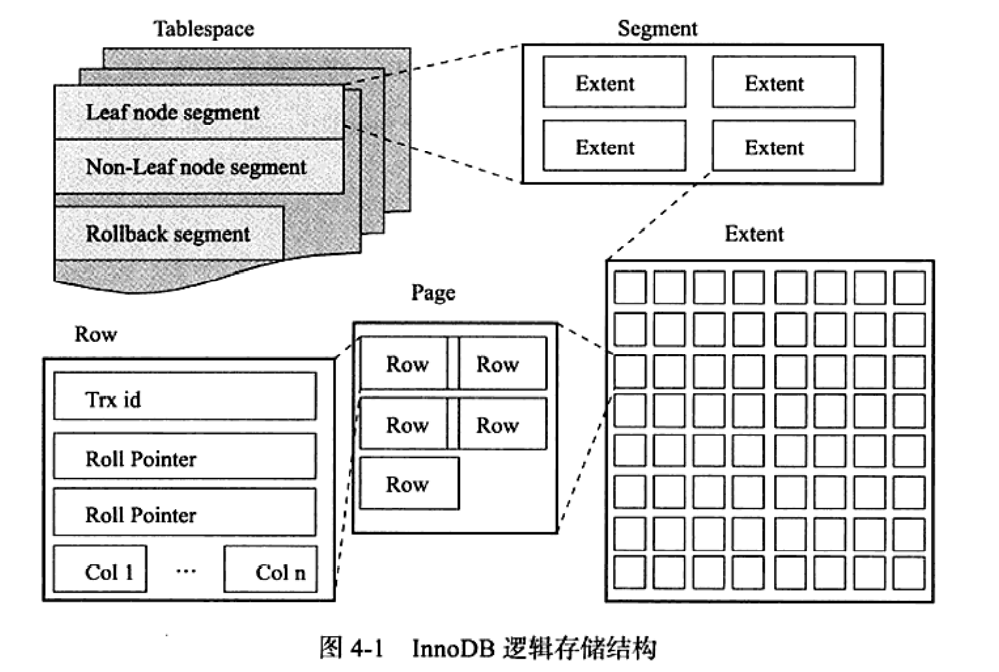 Tablespace
Segment
Leaf node segment
Non-Leaf node segment
Rollback segment
Extent
Extent
Extent
Extent
Extent
Page
Row
Row
Row
Row
Row
Row
Trx id
Roll Pointer
Roll Pointer
Col 1
···
Col n
图 4-1 InnoDB 逻辑存储结构